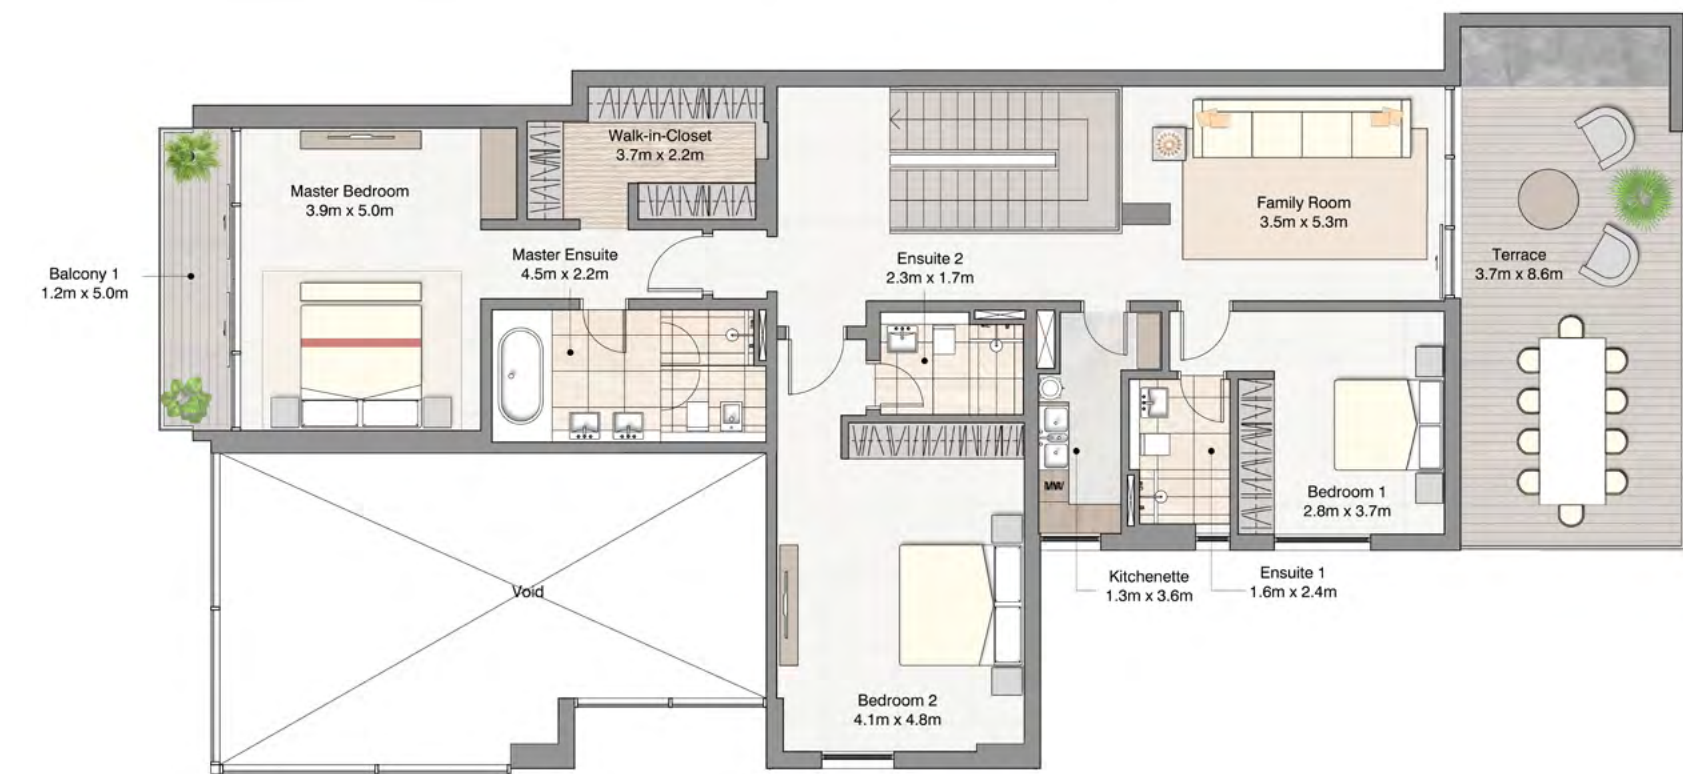 Walk-in-Closet
3.7m x 2.2m
Master Bedroom
3.9m x 5.0m
Family Room
3.5m x 5.3m
Master Ensuite
4.5m x 2.2m
Ensuite 2
2.3m x 1.7m
Terrace
3.7m x 8.6m
Balcony 1
1.2m x 5.0m
MW
Bedroom 1
2.8m x 3.7m
Kitchenette
1.3m x 3.6m
Ensuite 1
1.6m x 2.4m
Void
Bedroom 2
4.1m x 4.8m